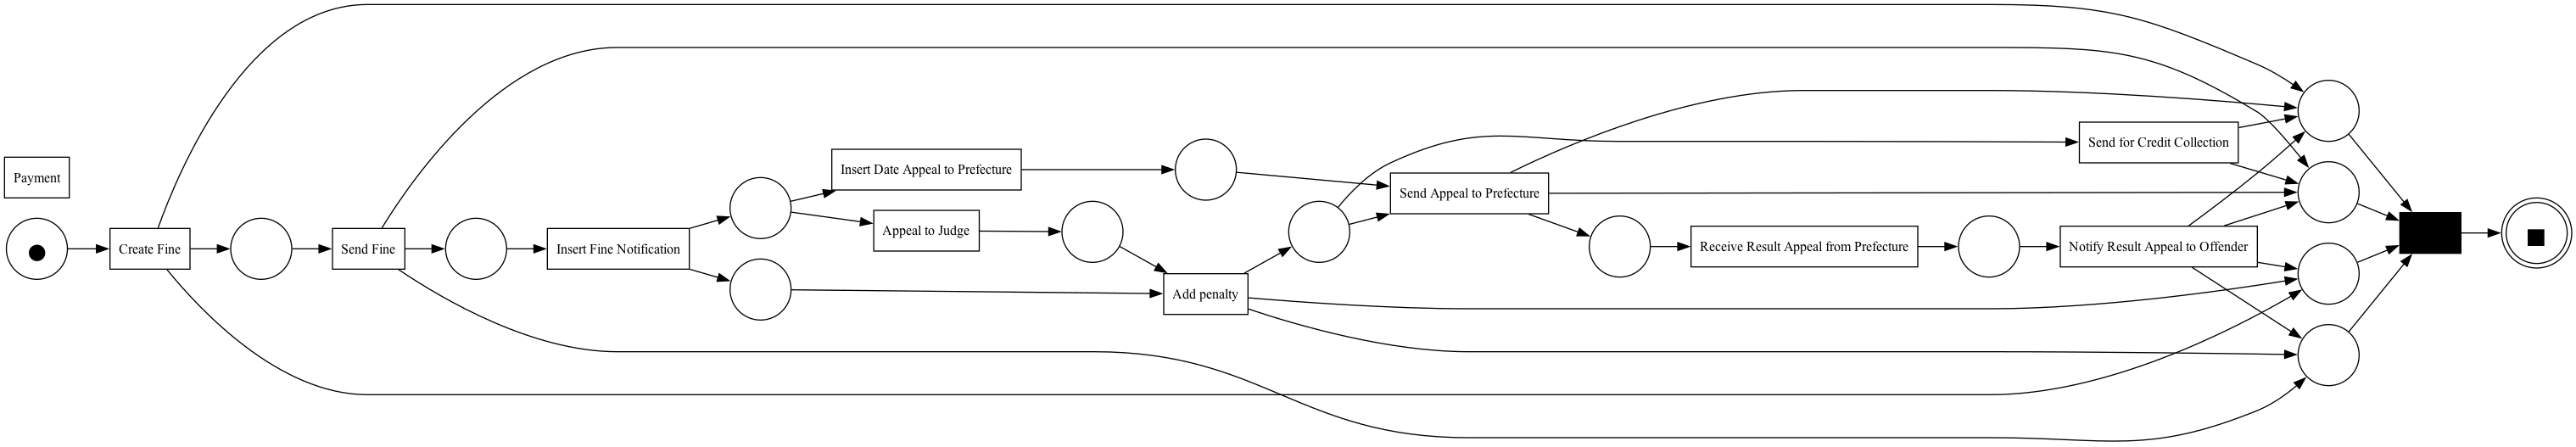 Payment
Create Fine
Send Fine
Insert Fine Notification
Insert Date Appeal to Prefecture
Appeal to Judge
Add penalty
Send Appeal to Prefecture
Receive Result Appeal from Prefecture
Send for Credit Collection
Notify Result Appeal to Offender